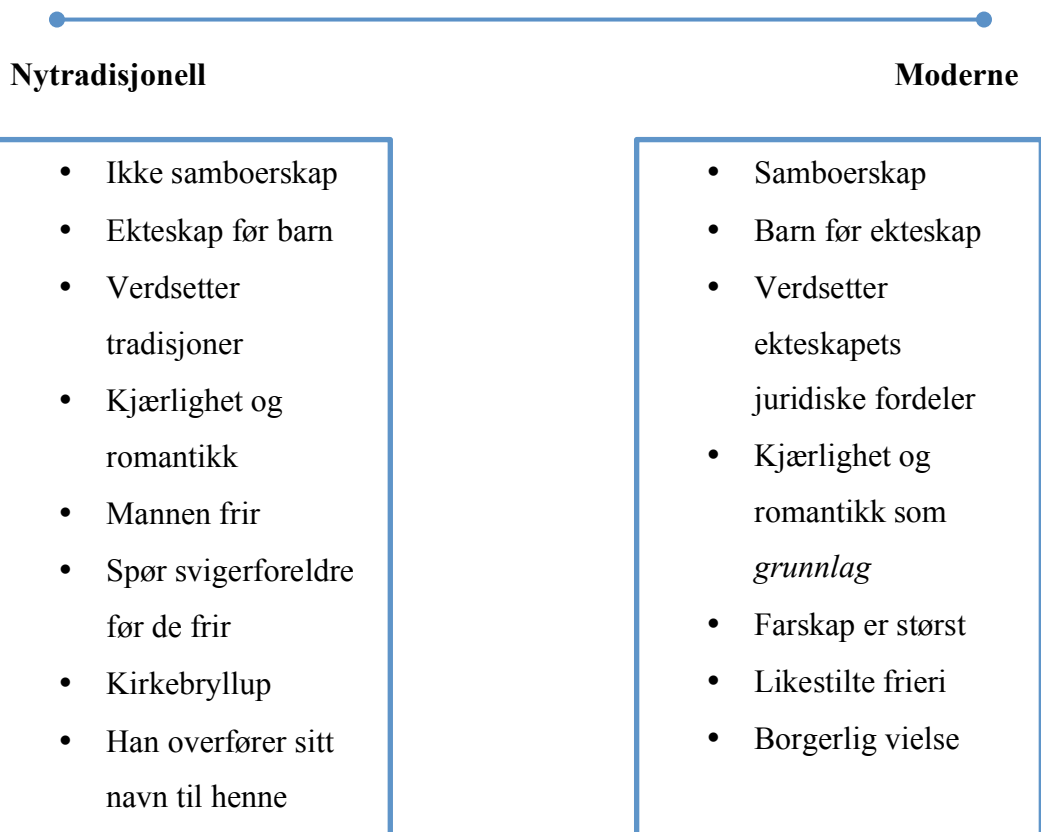 Nytradisjonell
Moderne
• Ikke samboerskap
• Ekteskap før barn
• Verdsetter
tradisjoner
• Kjærlighet og
romantikk
• Mannen frir
• Spør svigerforeldre
før de frir
• Kirkebryllup
• Han overfører sitt
navn til henne
• Samboerskap
• Barn før ekteskap
• Verdsetter
ekteskapets
juridiske fordeler
• Kjærlighet og
romantikk som
grunnlag
• Farskap er størst
• Likestilte frieri
• Borgerlig vielse